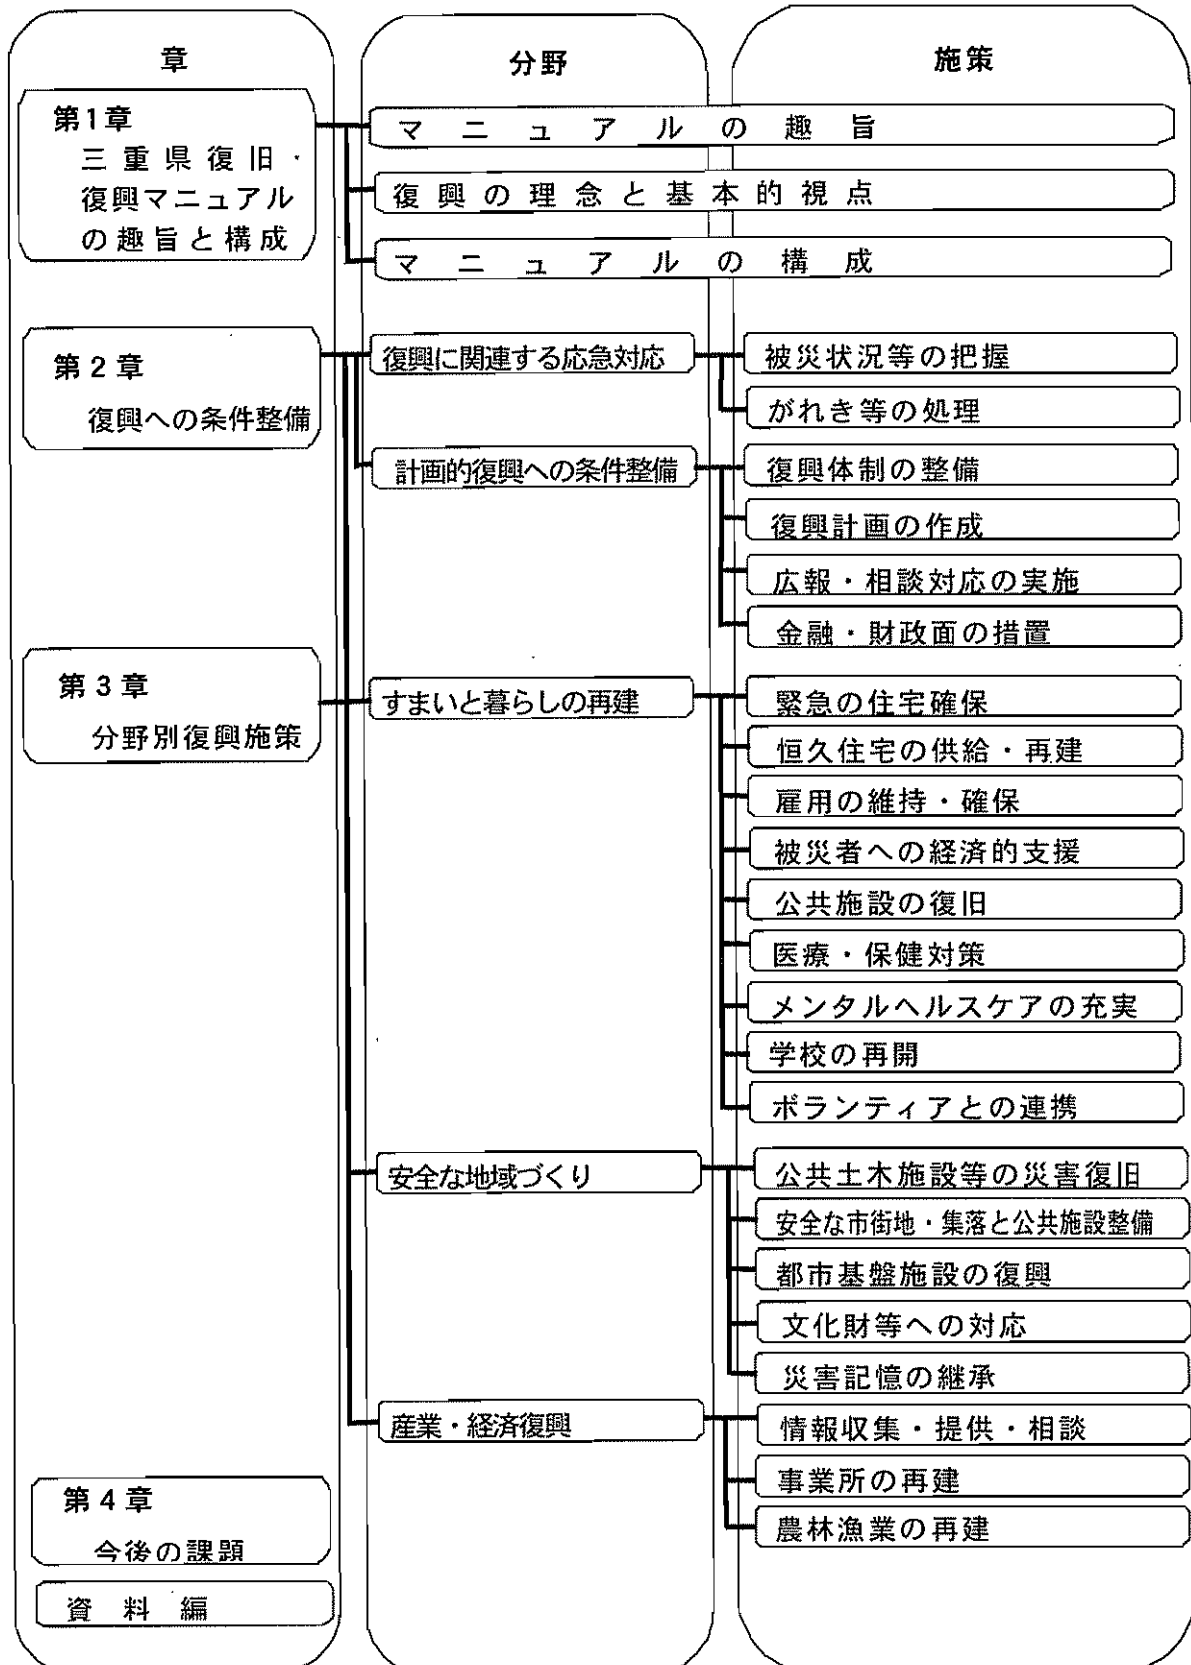 章
分野
施策
第1章
三重県復旧・
復興マニュアル
の趣旨と構成
マニュアルの趣旨
復興の理念と基本的視点
マニュアルの構成
第2章
復興への条件整備
復興に関連する応急対応
被災状況等の把握
がれき等の処理
計画的復興への条件整備
復興体制の整備
復興計画の作成
広報・相談対応の実施
金融・財政面の措置
第3章
分野別復興施策
すまいと暮らしの再建
緊急の住宅確保
恒久住宅の供給・再建
雇用の維持・確保
被災者への経済的支援
公共施設の復旧
医療・保健対策
メンタルヘルスケアの充実
学校の再開
ボランティアとの連携
安全な地域づくり
公共土木施設等の災害復旧
安全な市街地・集落と公共施設整備
都市基盤施設の復興
文化財等への対応
災害記憶の継承
産業・経済復興
情報収集・提供・相談
事業所の再建
農林漁業の再建
第4章
今後の課題
資料編